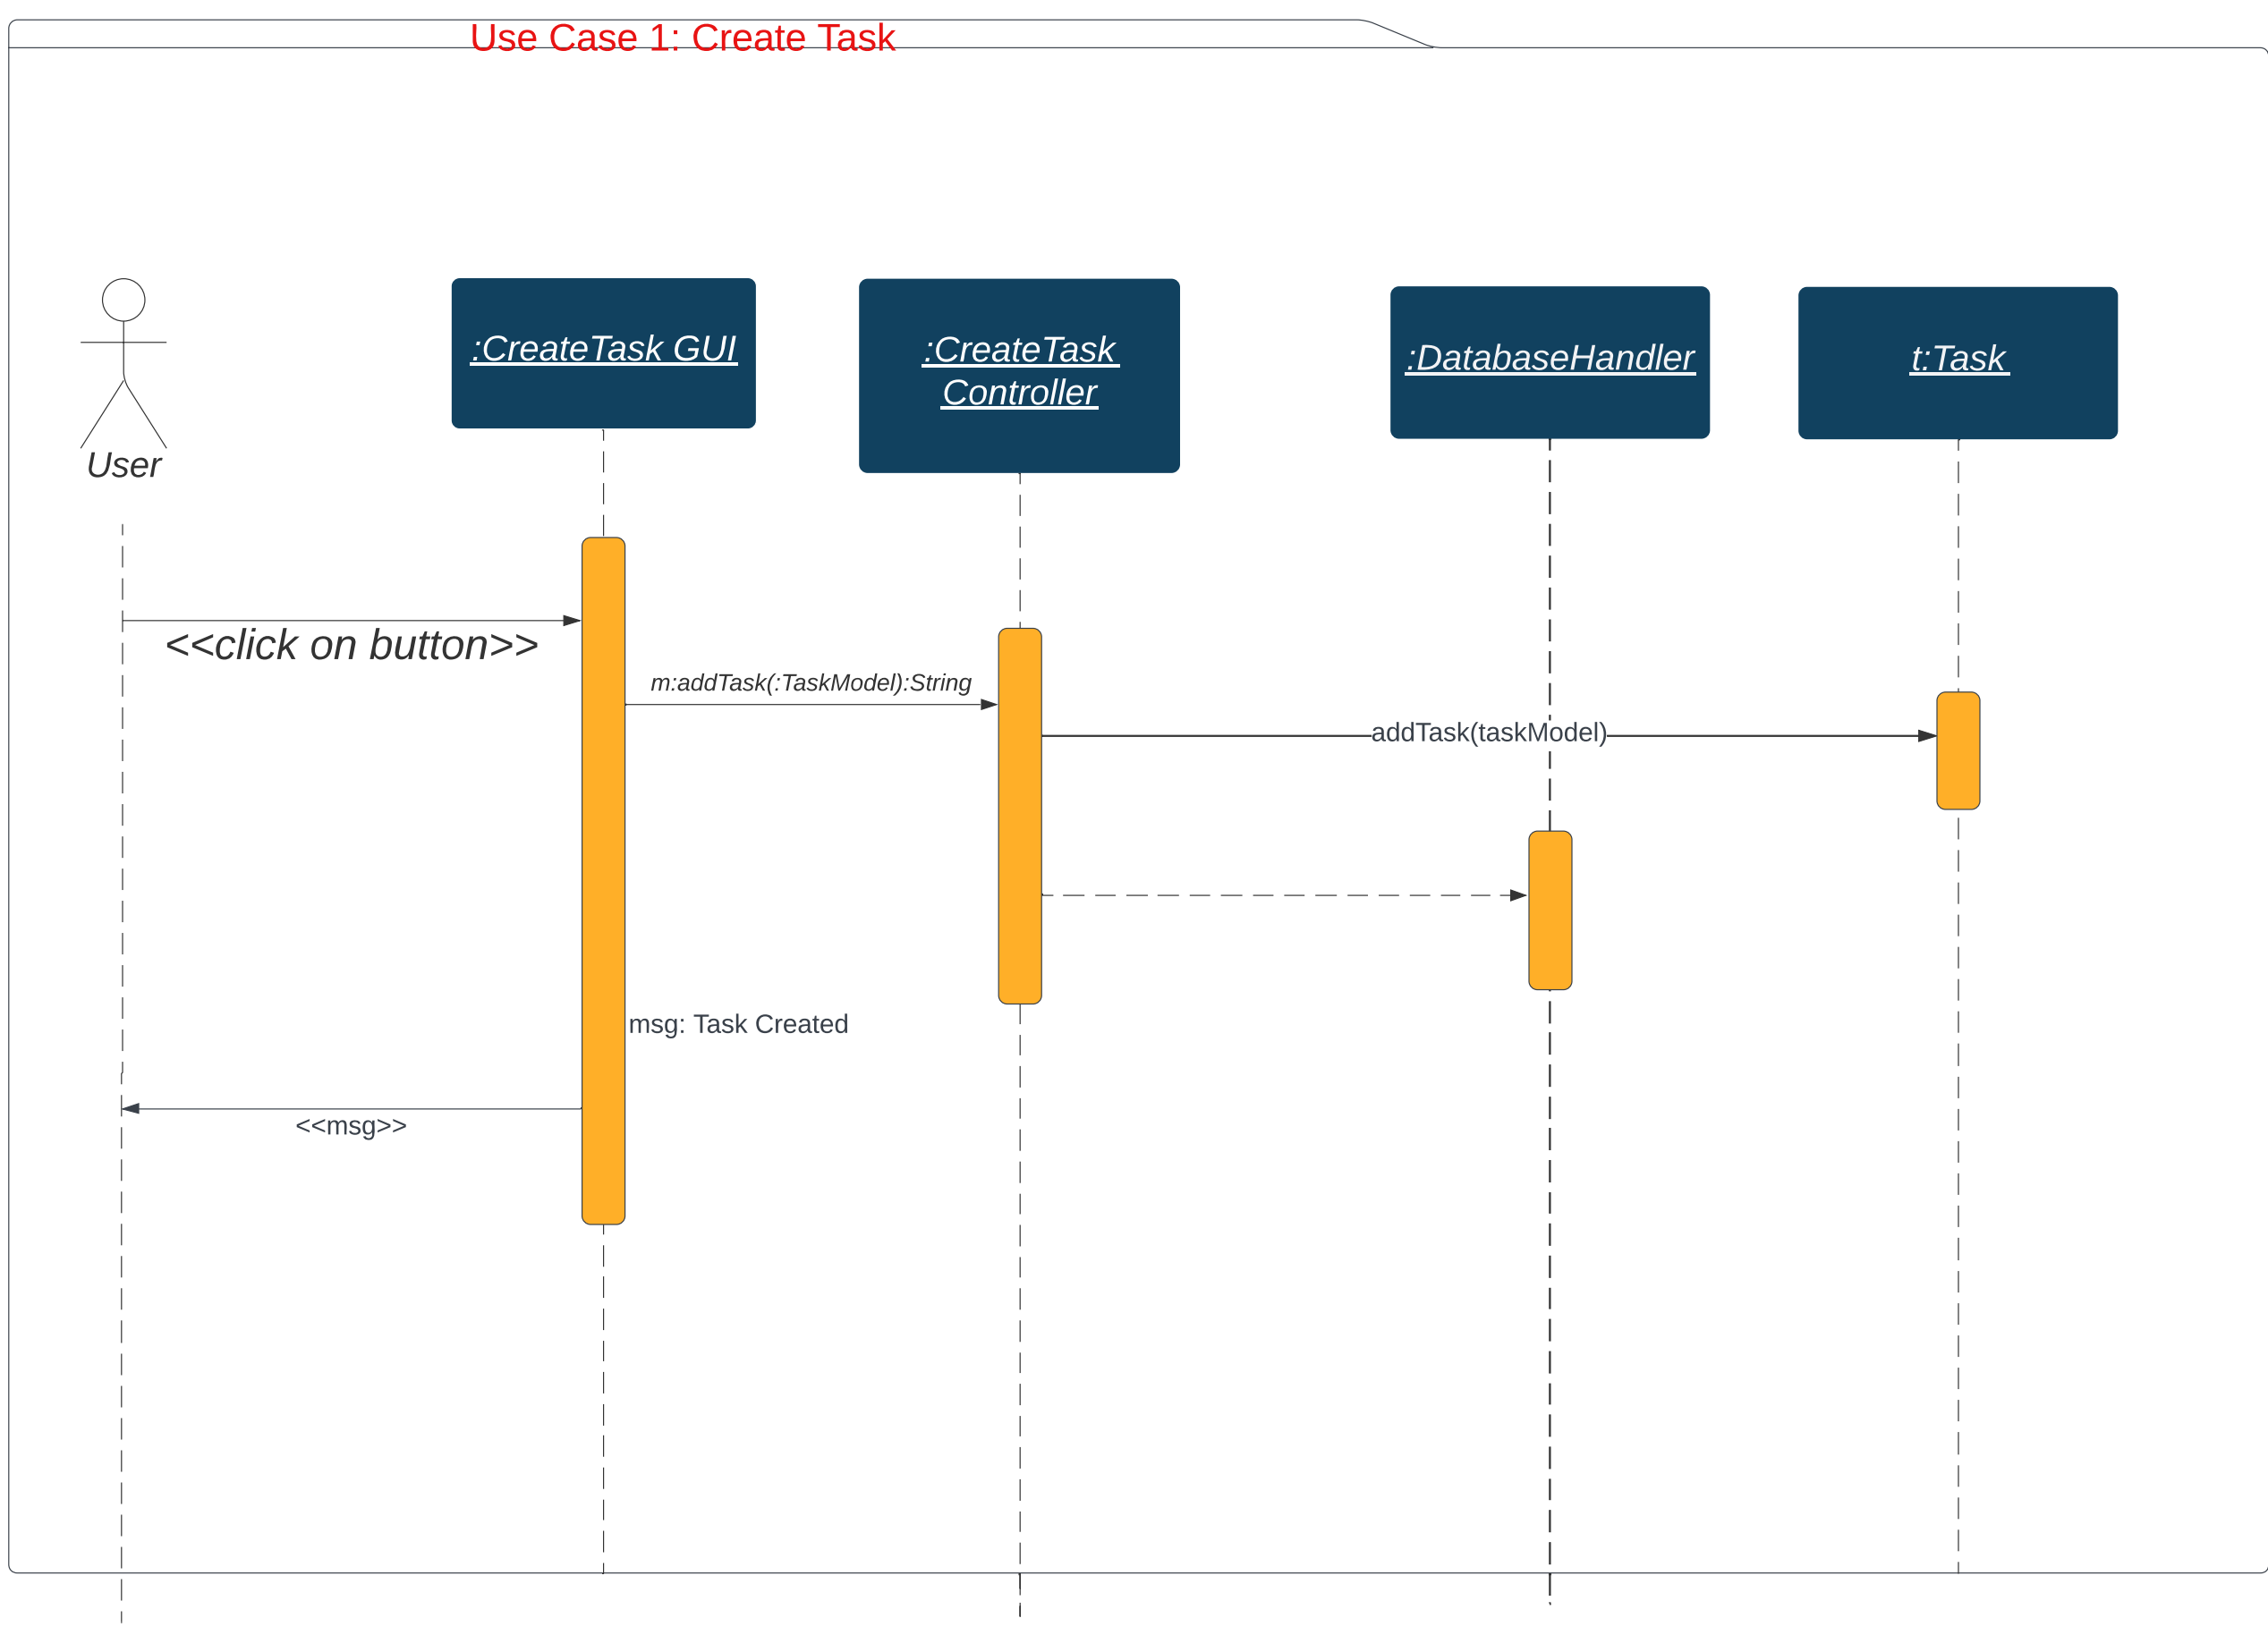 Use Case 1: Create Task
:CreateTask GUI
:CreateTask
Controller
:DatabaseHandler
t:Task
User
<<click on button>>
m:addTask(:TaskModel):String
addTask(taskModel)
msg: Task Created
<<msg>>